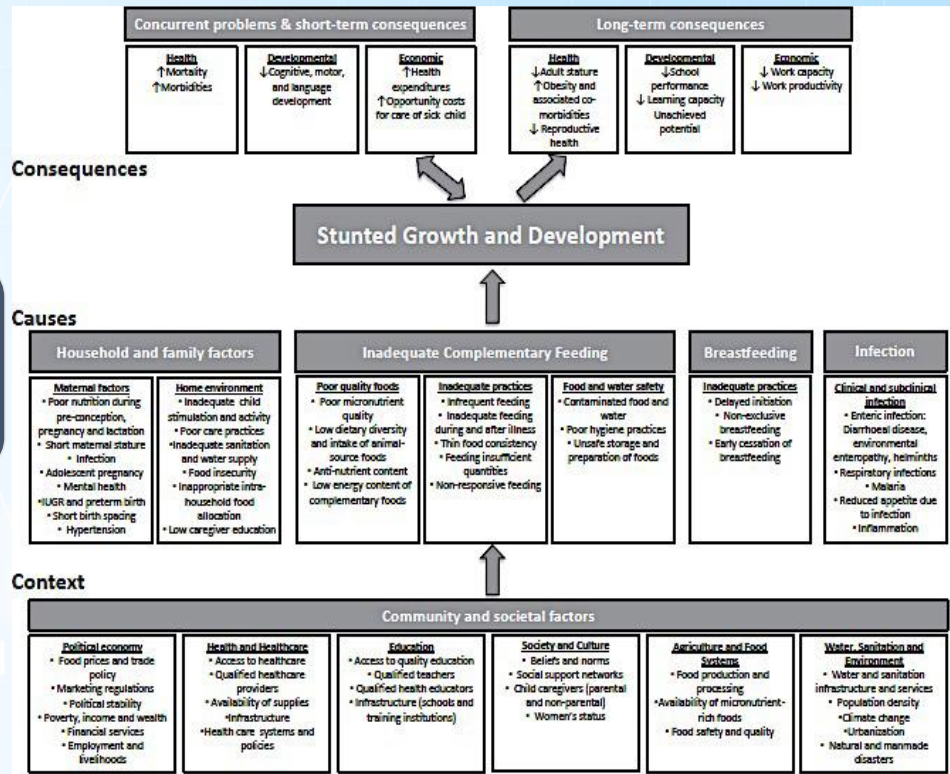 Concurrent problems & short-term consequences
Long-term consequences
Health
↑Mortality
↑Morbidities
Developmental
↓Cognitive, motor,
and language
development
Economic
↑Health
expenditures
↑Opportunity costs
for care of sick child
Health
↓Adult stature
↑Obesity and
associated co-
morbidities
↓ Reproductive
health
Developmental
↓School
performance
↓ Learning capacity
Unachieved
potential
Economic
↓ Work capacity
↓ Work productivity
Consequences
Stunted Growth and Development
Causes
Household and family factors
Inadequate Complementary Feeding
Breastfeeding
Infection
Maternal factors
• Poor nutrition during
pre-conception,
pregnancy and lactation
• Short maternal stature
• Infection
• Adolescent pregnancy
• Mental health
•IUGR and preterm birth
• Short birth spacing
• Hypertension
Home environment
• Inadequate child
stimulation and activity
• Poor care practices
•Inadequate sanitation
and water supply
• Food insecurity
• Inappropriate intra-
household food
allocation
• Low caregiver education
Poor quality foods
• Poor micronutrient
quality
• Low dietary diversity
and intake of animal-
source foods
• Anti-nutrient content
• Low energy content of
complementary foods
Inadequate practices
• Infrequent feeding
• Inadequate feeding
during and after illness
• Thin food consistency
• Feeding insufficient
quantities
• Non-responsive feeding
Food and water safety
• Contaminated food and
water
• Poor hygiene practices
• Unsafe storage and
preparation of foods
Inadequate practices
• Delayed initiation
• Non-exclusive
breastfeeding
• Early cessation of
breastfeeding
Clinical and subclinical
infection
• Enteric infection:
Diarrhoeal disease,
environmental
enteropathy, helminths
• Respiratory infections
• Malaria
• Reduced appetite due
to infection
• Inflammation
Context
Community and societal factors
Political economy
• Food prices and trade
policy
• Marketing regulations
• Political stability
•Poverty, income and wealth
• Financial services
• Employment and
livelihoods
Health and Healthcare
• Access to healthcare
• Qualified healthcare
providers
• Availability of supplies
•Infrastructure
•Health care systems and
policies
Education
• Access to quality education
• Qualified teachers
• Qualified health educators
• Infrastructure (schools and
training institutions)
Society and Culture
• Beliefs and norms
• Social support networks
• Child caregivers (parental
and non-parental)
• Women's status
Agriculture and Food
Systems
• Food production and
processing
•Availability of micronutrient-
rich foods
• Food safety and quality
Water, Sanitation and
Environment
• Water and sanitation
infrastructure and services
• Population density
•Climate change
• Urbanization
• Natural and manmade
disasters